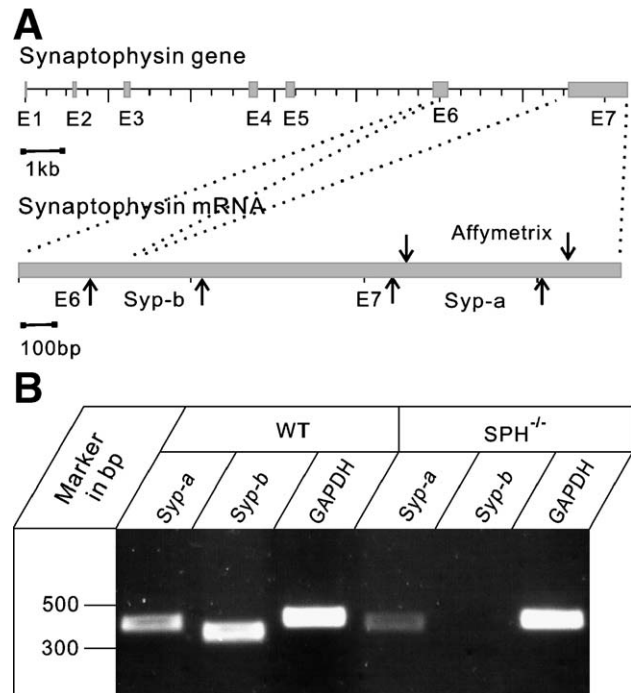 A
Synaptophysin gene
E1 E2 E3 E4 E5 E6 E7
1kb
Synaptophysin mRNA
Affymetrix
E6 Syp-b E7 Syp-a
100bp
B
Marker in bp
WT SPH-/-
Syp-a Syp-b GAPDH Syp-a Syp-b GAPDH
500
300